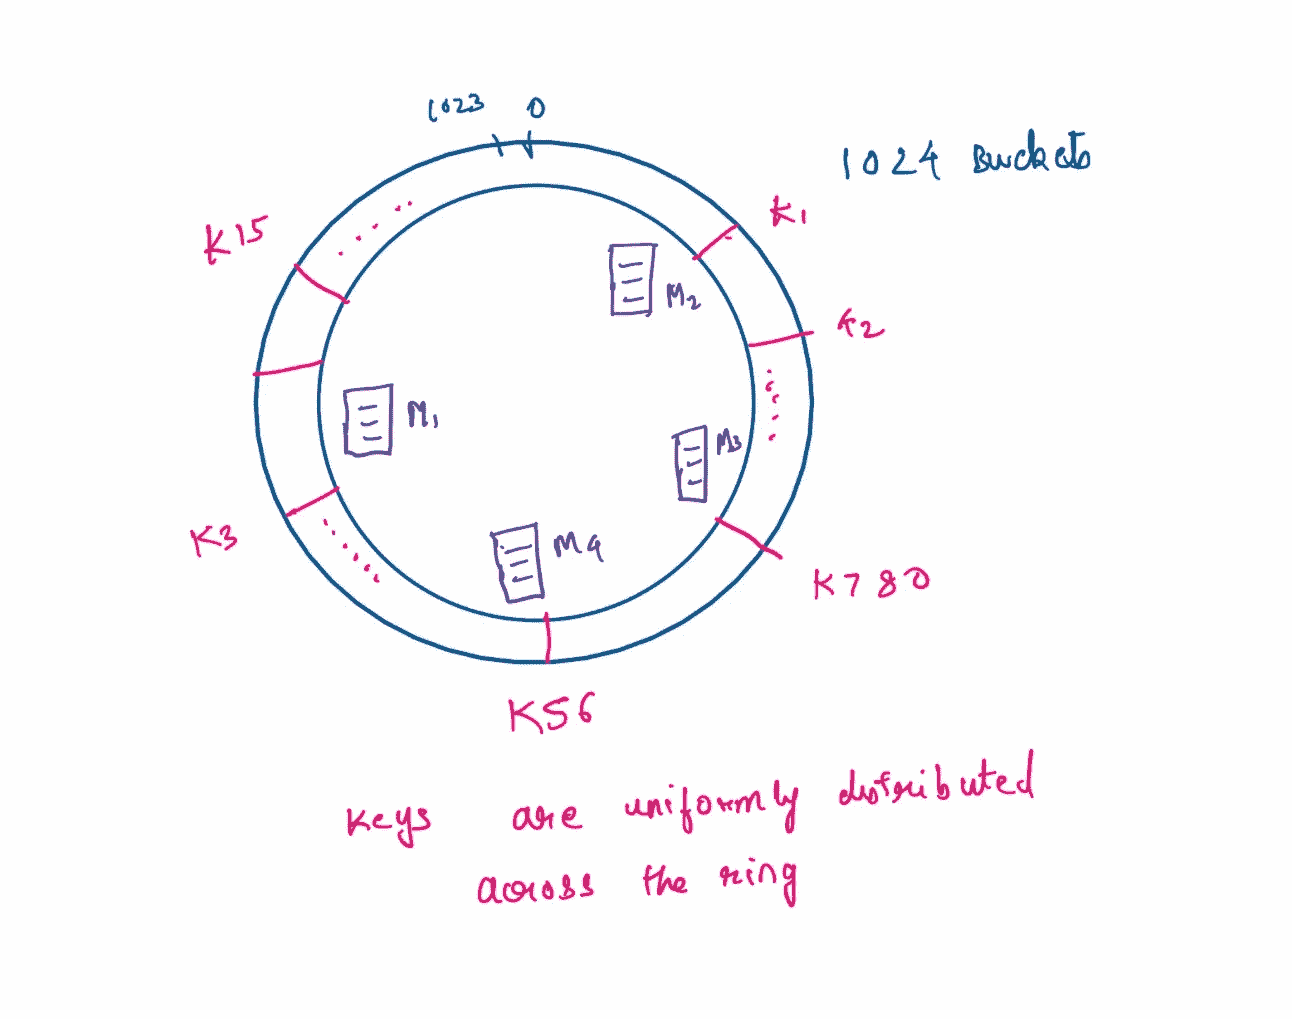 1023 0
1024 Buckets
K1
K15
M2
K2
M1
M3
K3
M4
K780
K56
Keys are uniformly distributed
across the ring